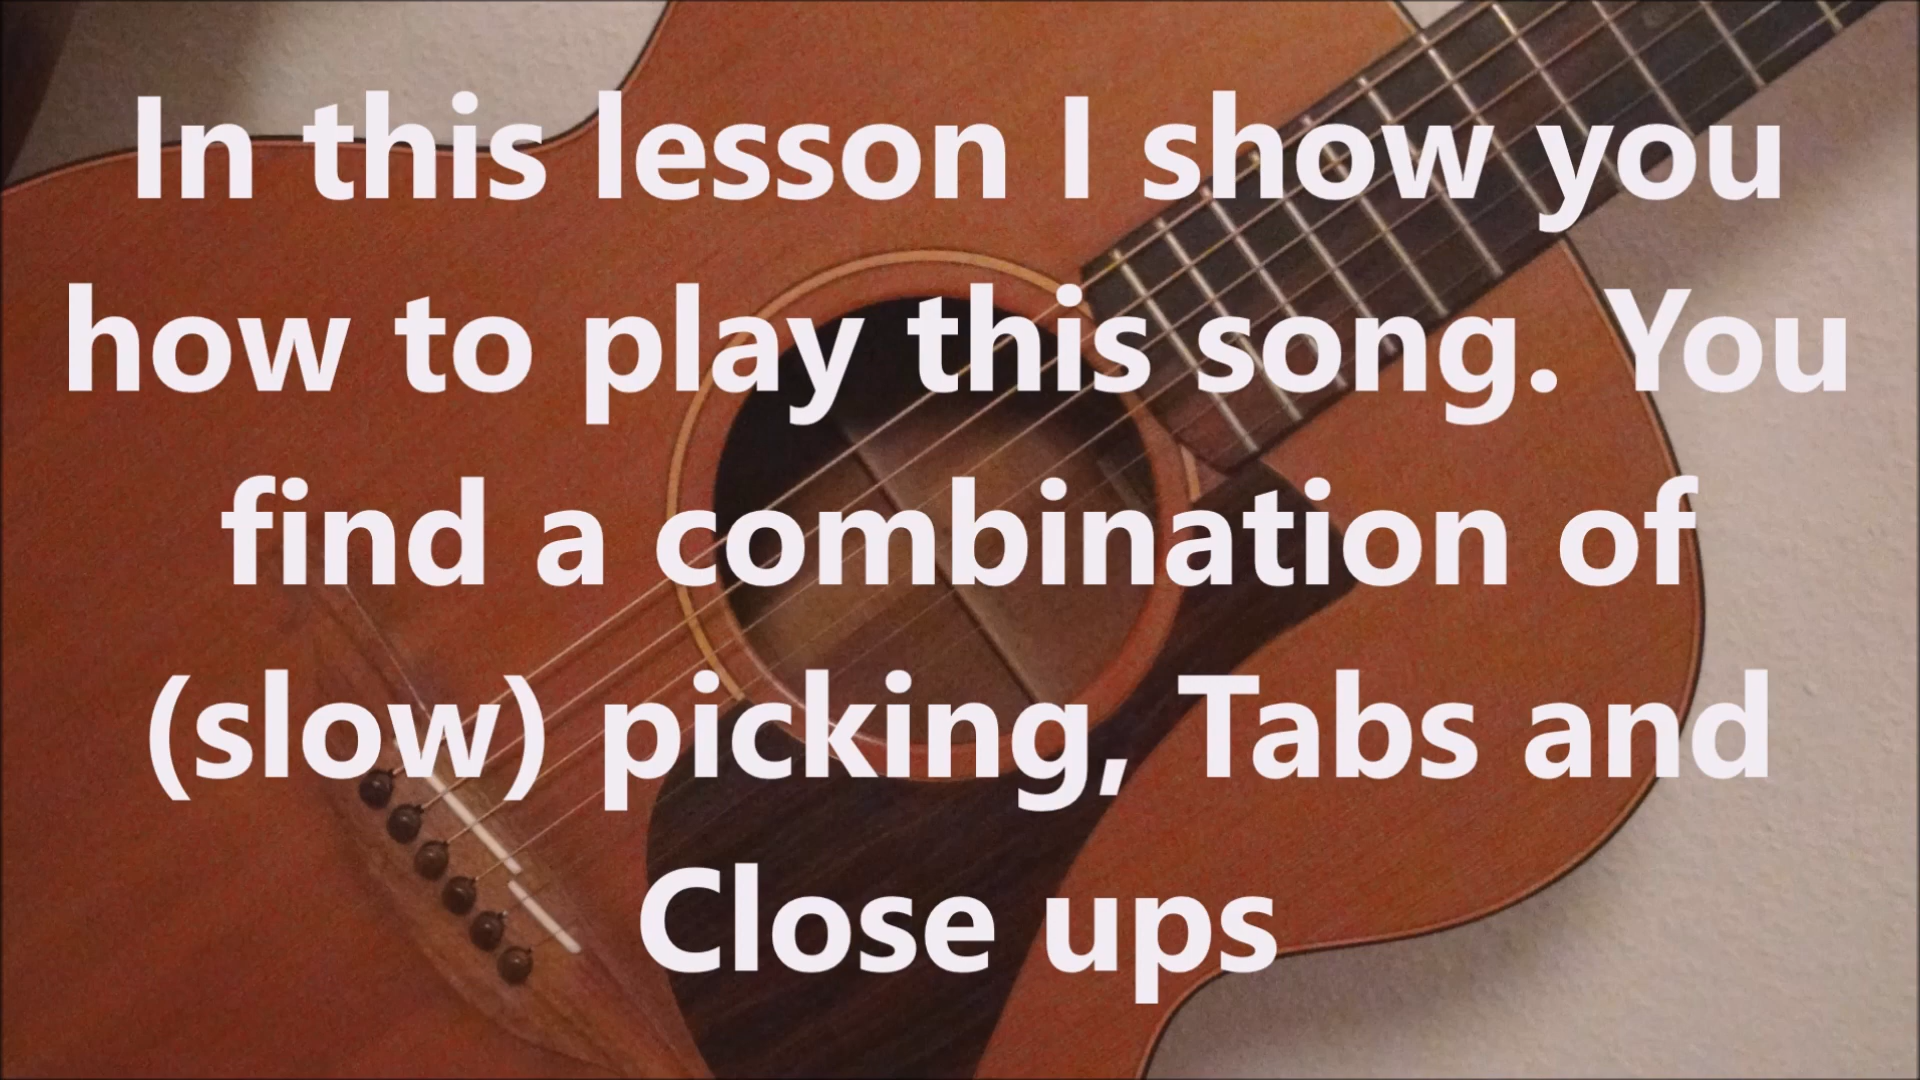 In this lesson I show you
how to play this song. You
find a combination of
(slow) picking, Tabs and
Close ups